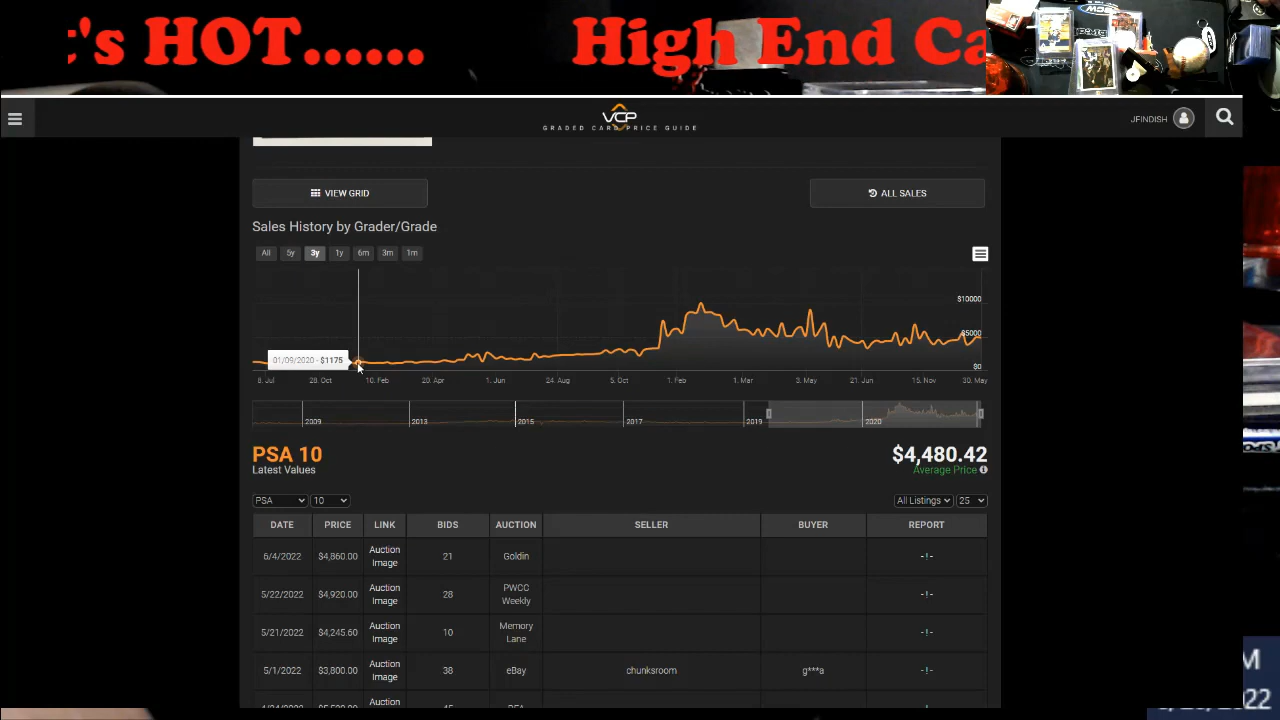 's HOT......
High End Ca
VCP
GRADED CARD PRICE GUIDE
JFINDISH
VIEW GRID
ALL SALES
Sales History by Grader/Grade
All 5y 3y 1y 6m 3m 1m
$10000
$5000
$0
01/09/2020 - $1175
8. Jul 28. Oct 10. Feb 20. Apr 1. Jun 24. Aug 5. Oct 1. Feb 1. Mar 3. May 21. Jun 15. Nov 30. May
2009 2013 2015 2017 2019 2020
PSA 10
$4,480.42
Latest Values
Average Price
PSA 10
All Listings 25
DATE PRICE LINK BIDS AUCTION SELLER BUYER REPORT
6/4/2022 $4,860.00 Auction Image 21 Goldin -!-
5/22/2022 $4,920.00 Auction Image 28 PWCC Weekly -!-
5/21/2022 $4,245.60 Auction Image 10 Memory Lane -!-
5/1/2022 $3,800.00 Auction Image 38 eBay chunksroom g***a -!-
Auction
M
2022